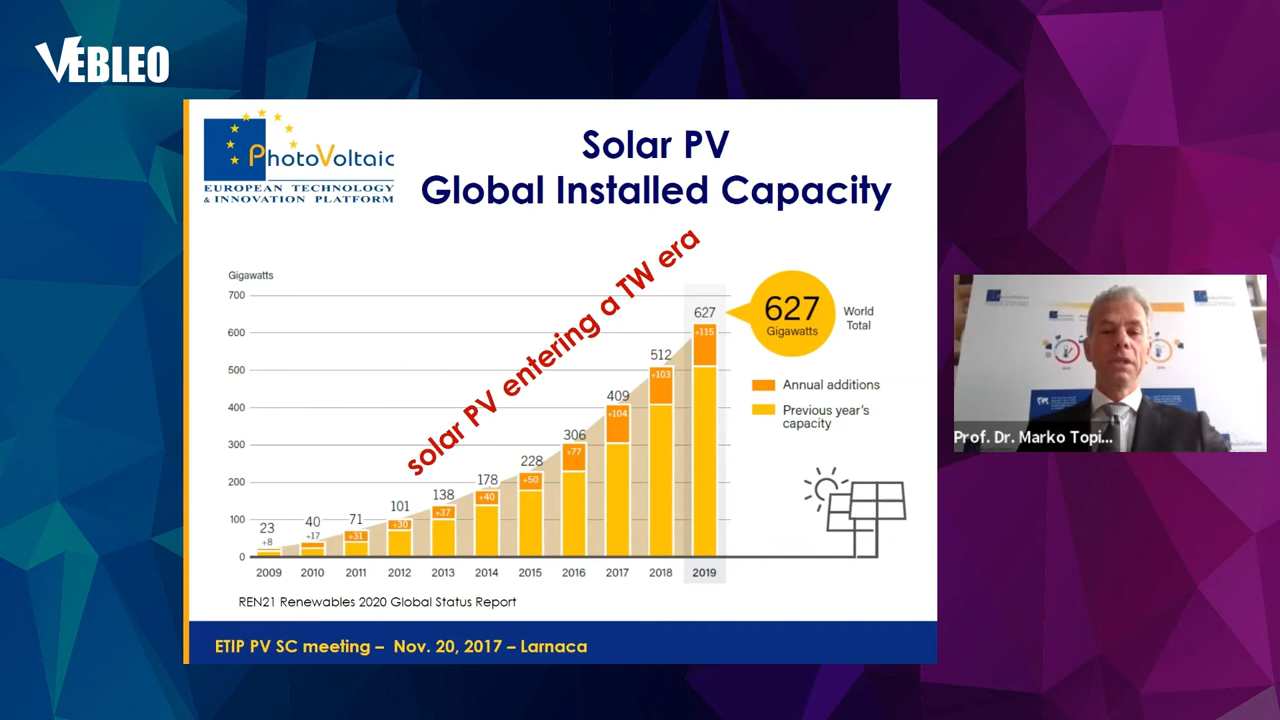 VEBLEO
PhotoVoltaic
EUROPEAN TECHNOLOGY
& INNOVATION PLATFORM
Solar PV
Global Installed Capacity
solar PV entering a TW era
Gigawatts
700
600
500
400
300
200
100
0
23
+8
40
+17
71
+31
101
+30
138
+37
178
+40
228
+50
306
+77
409
+104
512
+103
627
+115
2009 2010 2011 2012 2013 2014 2015 2016 2017 2018 2019
627
Gigawatts
World
Total
Annual additions
Previous year's
capacity
REN21 Renewables 2020 Global Status Report
ETIP PV SC meeting – Nov. 20, 2017 – Larnaca
Prof. Dr. Marko Topi...